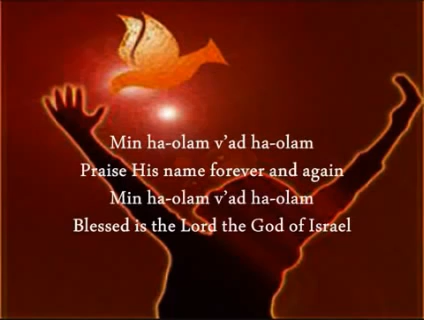 Min ha-olam v’ad ha-olam
Praise His name forever and again
Min ha-olam v’ad ha-olam
Blessed is the Lord the God of Israel